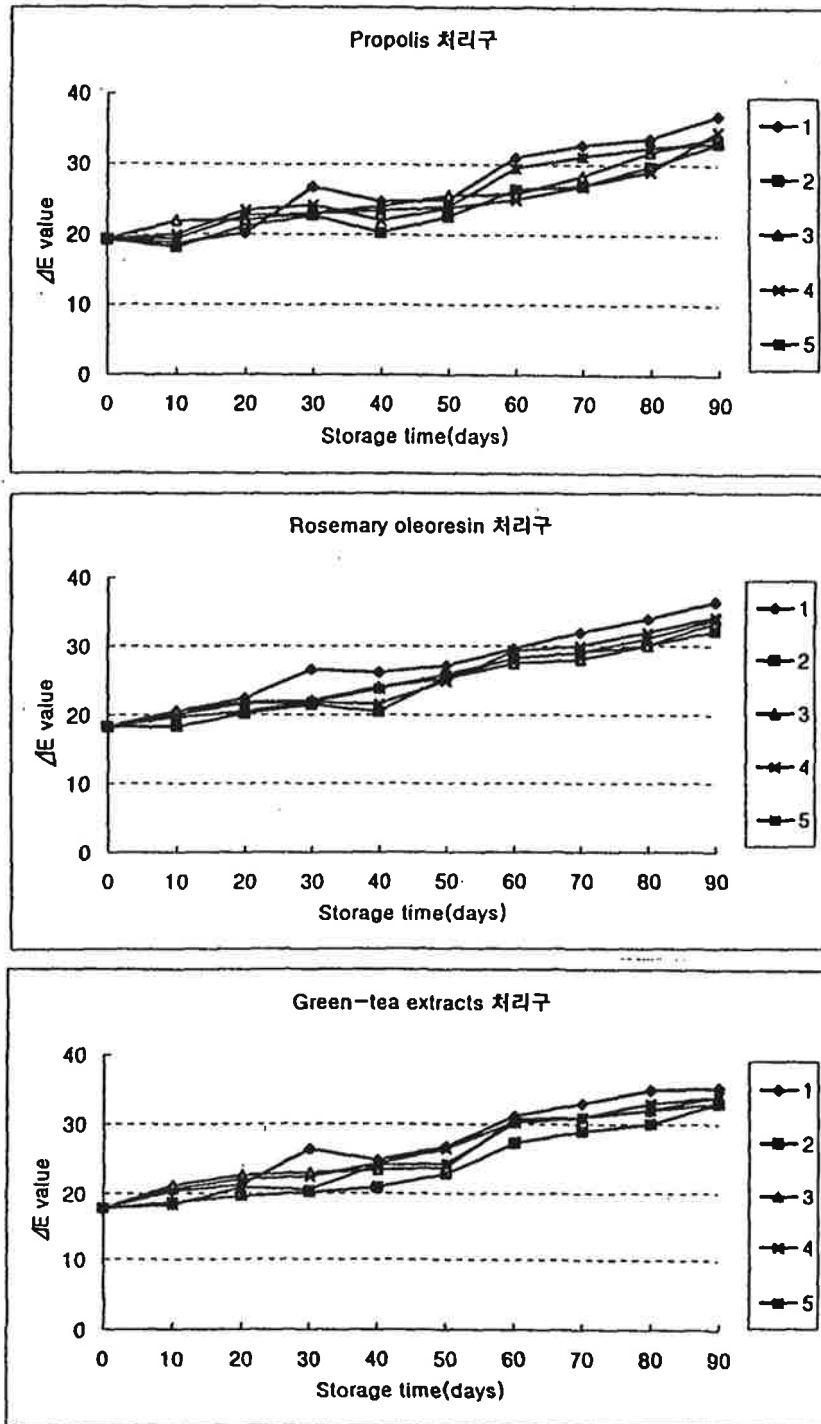 Propolis 처리구
40
30
20
10
0
ΔE value
0 10 20 30 40 50 60 70 80 90
Storage time(days)
1
2
3
4
5
Rosemary oleoresin 처리구
40
30
20
10
0
ΔE value
0 10 20 30 40 50 60 70 80 90
Storage time(days)
1
2
3
4
5
Green-tea extracts 처리구
40
30
20
10
0
ΔE value
0 10 20 30 40 50 60 70 80 90
Storage time(days)
1
2
3
4
5